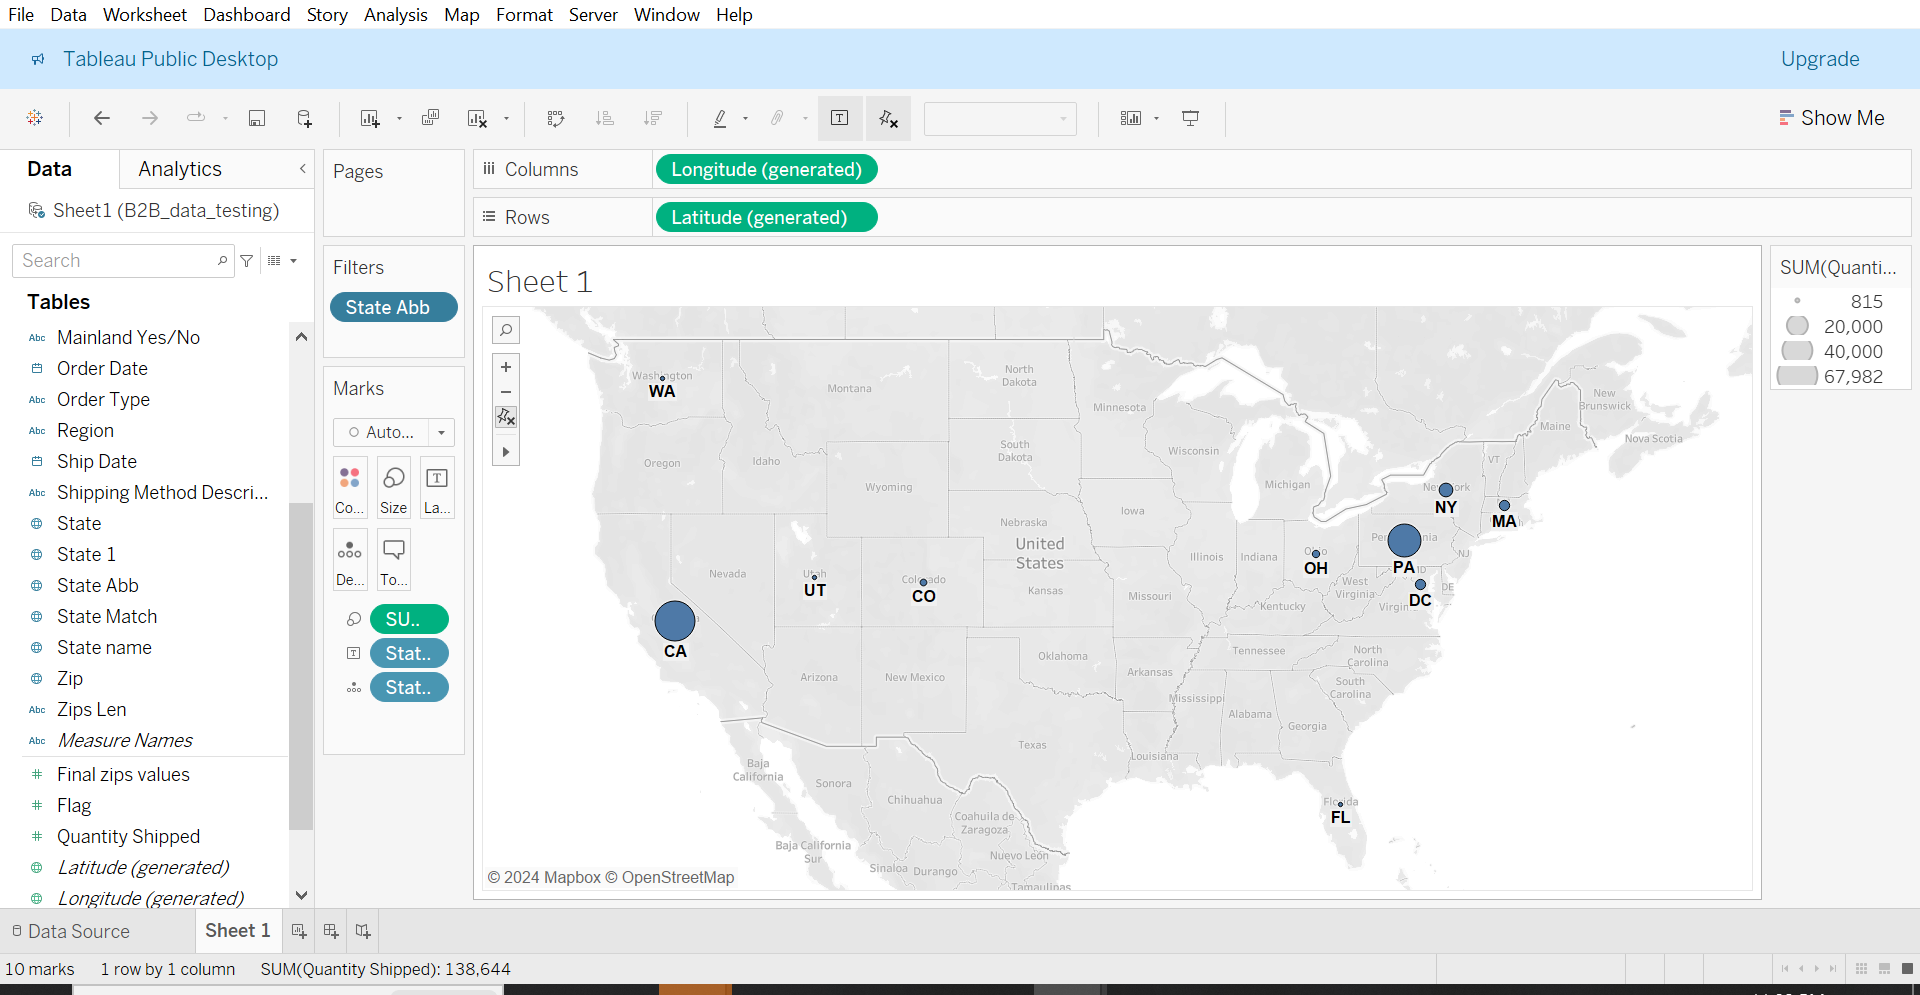 File Data Worksheet Dashboard Story Analysis Map Format Server Window Help
Tableau Public Desktop
Upgrade
Show Me
Data
Analytics
Sheet1 (B2B_data_testing)
Search
Tables
Abc Mainland Yes/No
Order Date
Abc Order Type
Abc Region
Ship Date
Abc Shipping Method Descri...
State
State 1
State Abb
State Match
State name
Zip
Abc Zips Len
Abc Measure Names
# Final zips values
# Flag
# Quantity Shipped
Latitude (generated)
Longitude (generated)
Pages
Filters
State Abb
Marks
Auto...
Co...
Size
La...
De...
To...
SU..
Stat..
Stat..
Columns
Longitude (generated)
Rows
Latitude (generated)
Sheet 1
Washington
WA
Montana
North
Dakota
Minnesota
Oregon
Idaho
South
Dakota
Wyoming
Wisconsin
Michigan
Maine
New
Brunswick
Nova Scotia
VT
NY
MA
Nebraska
Iowa
United
States
Nevada
UT
CO
Kansas
Illinois
Indiana
OH
PA
NJ
West
Virginia
DE
DC
Missouri
Kentucky
CA
Arizona
New Mexico
Oklahoma
Arkansas
Tennessee
North
Carolina
South
Carolina
Mississippi
Alabama
Georgia
Texas
Louisiana
Baja
California
Sonora
Chihuahua
Coahuila de
Zaragoza
FL
Baja California
Sur
Sinaloa
Durango
Nuevo León
Tamaulinas
© 2024 Mapbox © OpenStreetMap
SUM(Quanti...
815
20,000
40,000
67,982
Data Source
Sheet 1
10 marks 1 row by 1 column SUM(Quantity Shipped): 138,644